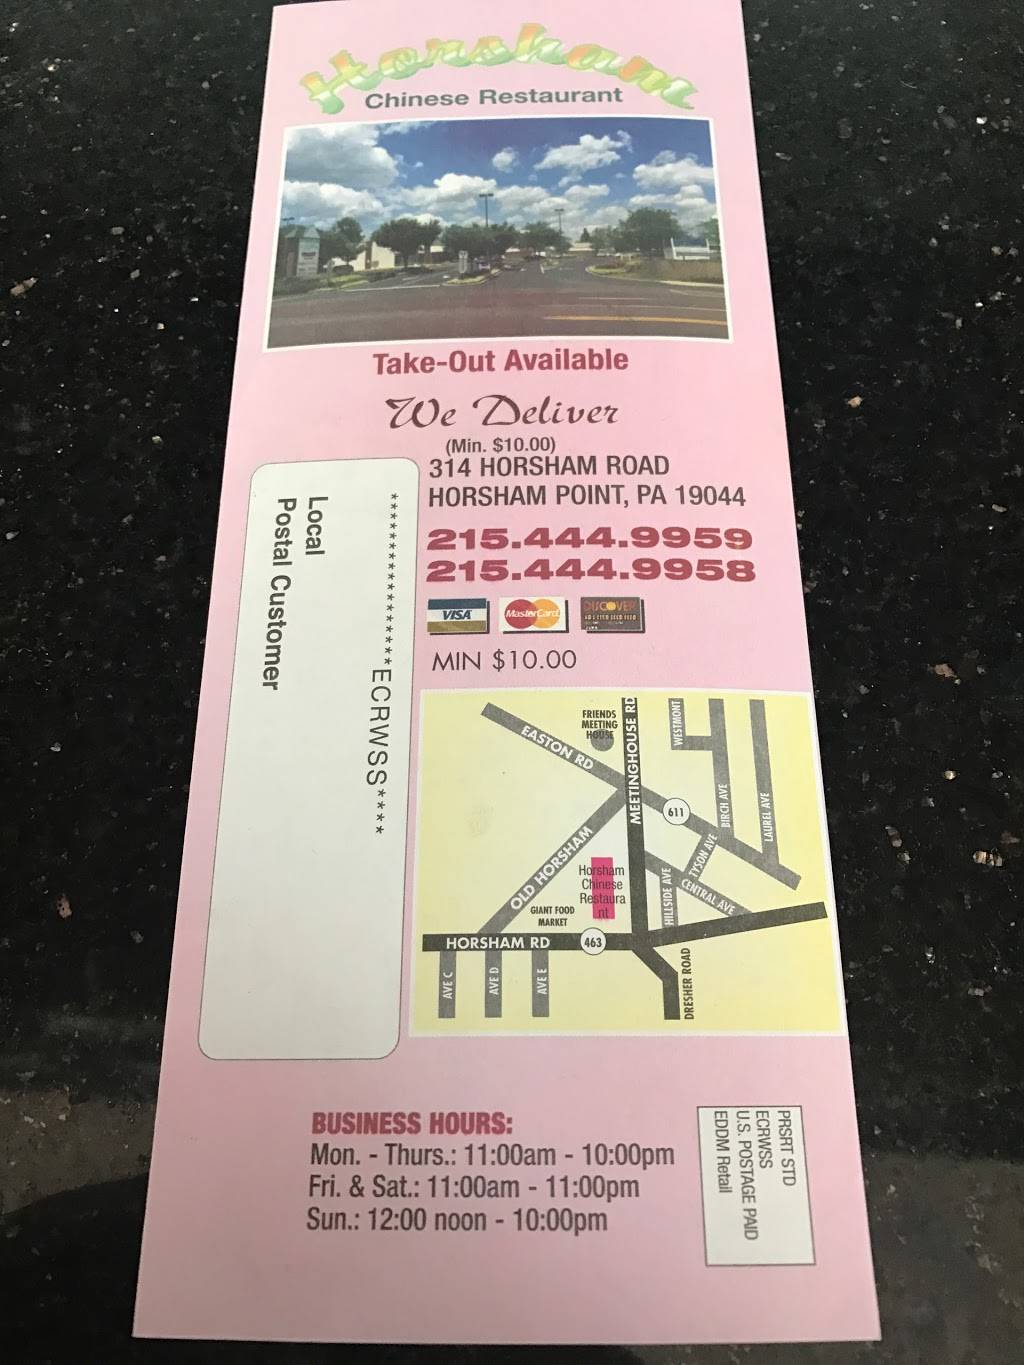 Horsham
Chinese Restaurant
Take-Out Available
We Deliver
(Min. $10.00)
314 HORSHAM ROAD
HORSHAM POINT, PA 19044
215.444.9959
215.444.9958
VISA
MasterCard
DISCOVER
MIN $10.00
********************ECRWSS****
Local
Postal Customer
FRIENDS
MEETING
HOUSE
EASTON RD
MEETINGHOUSE RD
WESTMONT
BIRCH AVE
LAUREL AVE
611
TYSON AVE
OLD HORSHAM
HILLSIDE AVE
CENTRAL AVE
Horsham
Chinese
Restaura
nt
GIANT FOOD
MARKET
HORSHAM RD
463
AVE C
AVE D
AVE E
DRESHER ROAD
BUSINESS HOURS:
Mon. - Thurs.: 11:00am - 10:00pm
Fri. & Sat.: 11:00am - 11:00pm
Sun.: 12:00 noon - 10:00pm
PRSRT STD
ECRWSS
U.S. POSTAGE PAID
EDDM Retail